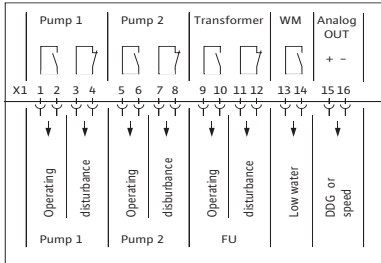 Pump 1 Pump 2 Transformer WM Analog
OUT
+ −
X1 1 2 3 4 5 6 7 8 9 10 11 12 13 14 15 16
Operating
disturbance
Operating
disburbance
Operating
disturbance
Low water
DDG or
speed
Pump 1 Pump 2 FU